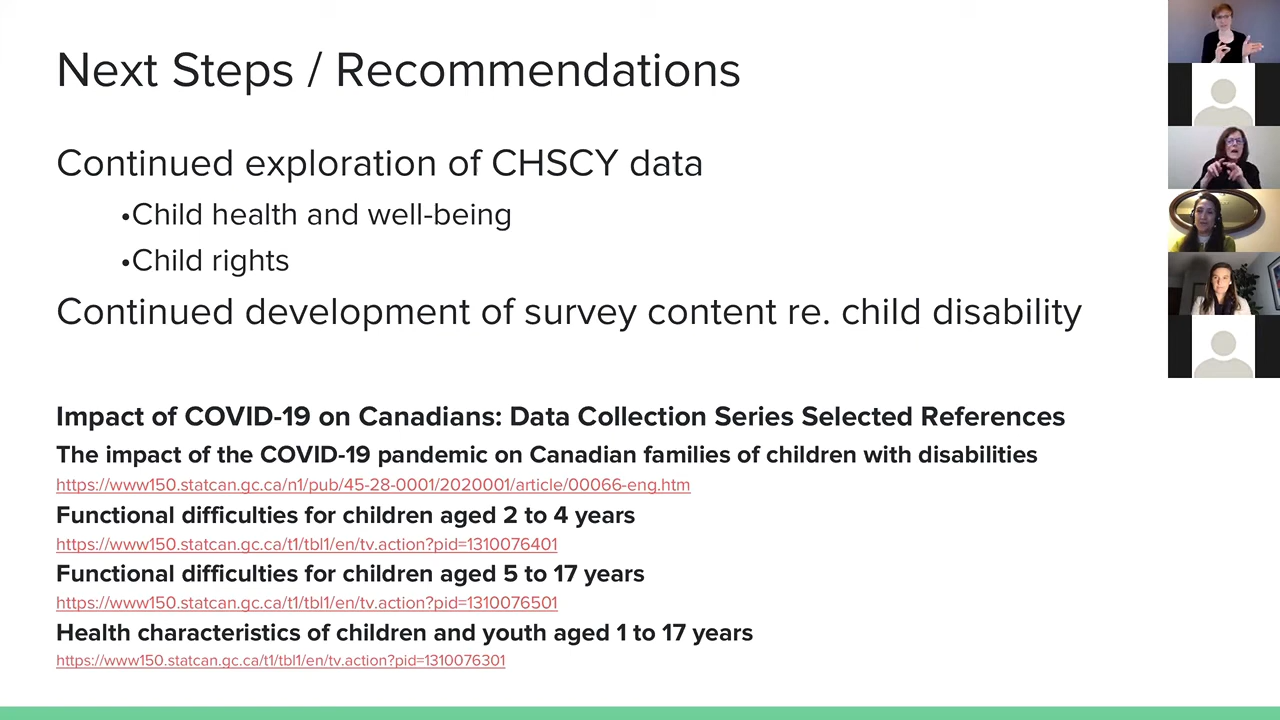 Next Steps / Recommendations
Continued exploration of CHSCY data
•Child health and well-being
•Child rights
Continued development of survey content re. child disability
Impact of COVID-19 on Canadians: Data Collection Series Selected References
The impact of the COVID-19 pandemic on Canadian families of children with disabilities
https://www150.statcan.gc.ca/n1/pub/45-28-0001/2020001/article/00066-eng.htm
Functional difficulties for children aged 2 to 4 years
https://www150.statcan.gc.ca/t1/tbl1/en/tv.action?pid=1310076401
Functional difficulties for children aged 5 to 17 years
https://www150.statcan.gc.ca/t1/tbl1/en/tv.action?pid=1310076501
Health characteristics of children and youth aged 1 to 17 years
https://www150.statcan.gc.ca/t1/tbl1/en/tv.action?pid=1310076301